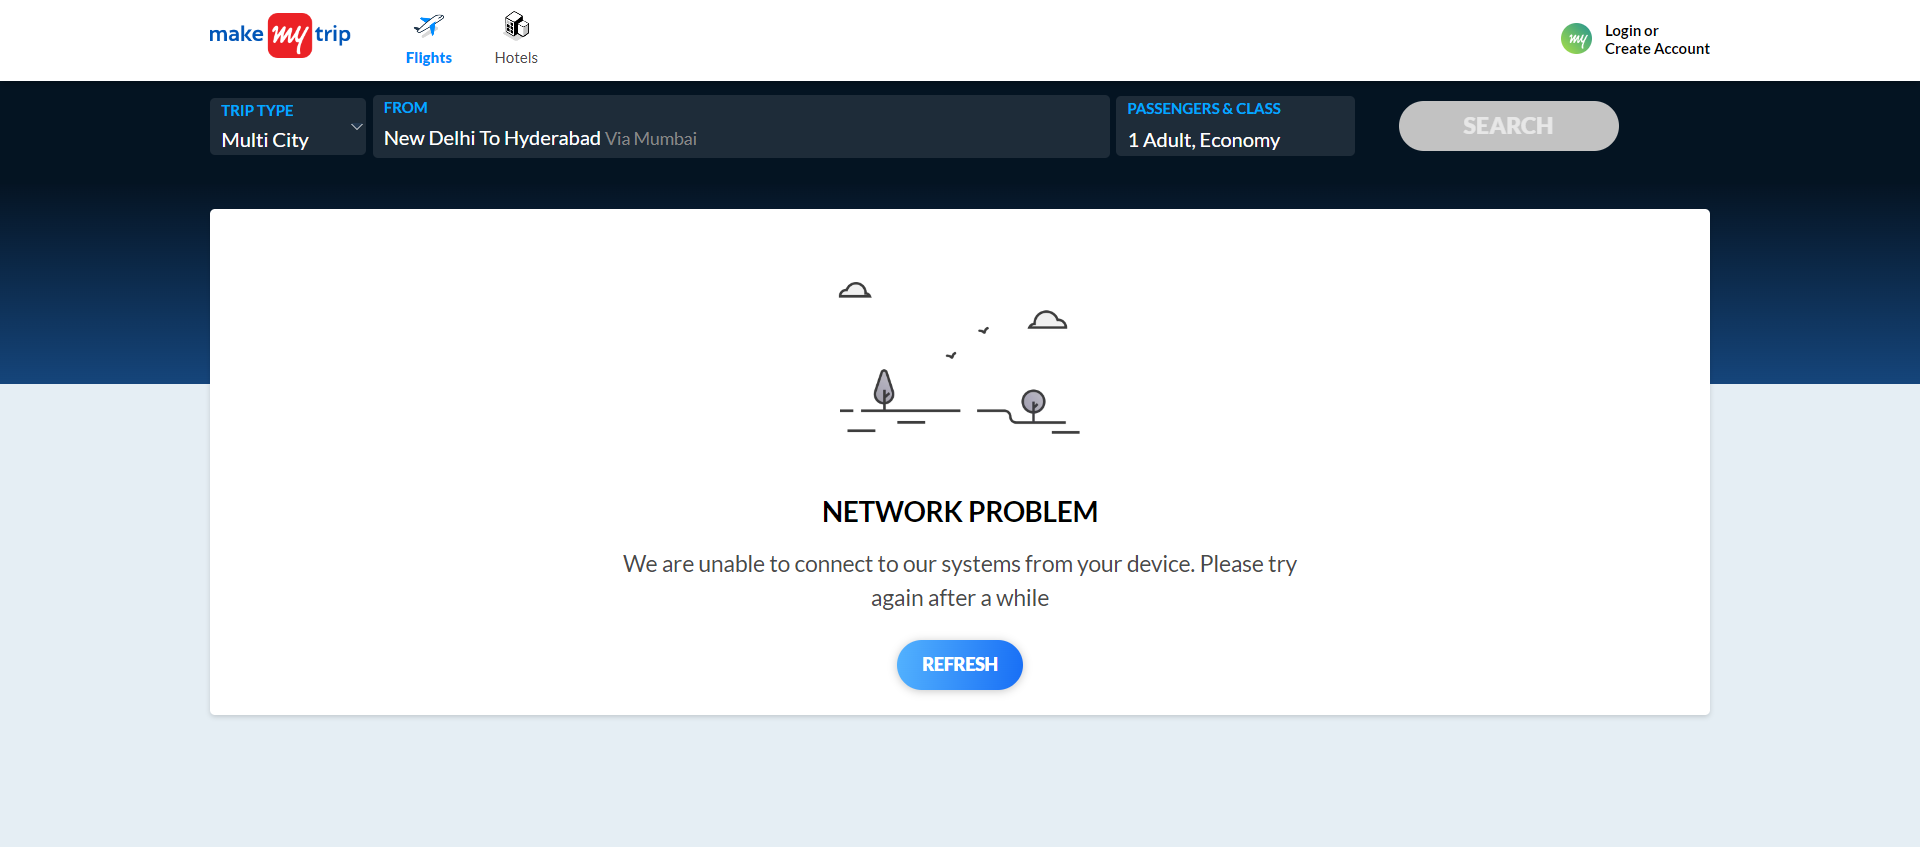 make my trip
Flights
Hotels
my
Login or
Create Account
TRIP TYPE
Multi City
FROM
New Delhi To Hyderabad Via Mumbai
PASSENGERS & CLASS
1 Adult, Economy
SEARCH
NETWORK PROBLEM
We are unable to connect to our systems from your device. Please try
again after a while
REFRESH